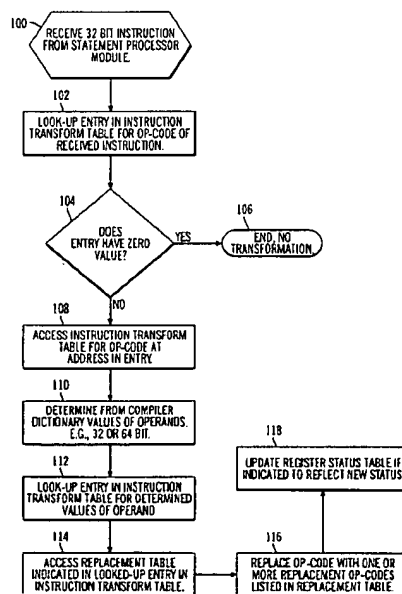 100
RECEIVE 32 BIT INSTRUCTION
FROM STATEMENT PROCESSOR
MODULE.
102
LOOK-UP ENTRY IN INSTRUCTION
TRANSFORM TABLE FOR OP-CODE OF
RECEIVED INSTRUCTION.
104
DOES
ENTRY HAVE ZERO
VALUE?
YES
106
END, NO
TRANSFORMATION.
NO
108
ACCESS INSTRUCTION TRANSFORM
TABLE FOR OP-CODE AT
ADDRESS IN ENTRY.
110
DETERMINE FROM COMPILER
DICTIONARY VALUES OF OPERANDS.
E.G., 32 OR 64 BIT.
112
LOOK-UP ENTRY IN INSTRUCTION
TRANSFORM TABLE FOR DETERMINED
VALUES OF OPERAND
114
ACCESS REPLACEMENT TABLE
INDICATED IN LOOKED-UP ENTRY IN
INSTRUCTION TRANSFORM TABLE.
116
REPLACE OP-CODE WITH ONE OR
MORE REPLACEMENT OP-CODES
LISTED IN REPLACEMENT TABLE.
118
UPDATE REGISTER STATUS TABLE IF
INDICATED TO REFLECT NEW STATUS